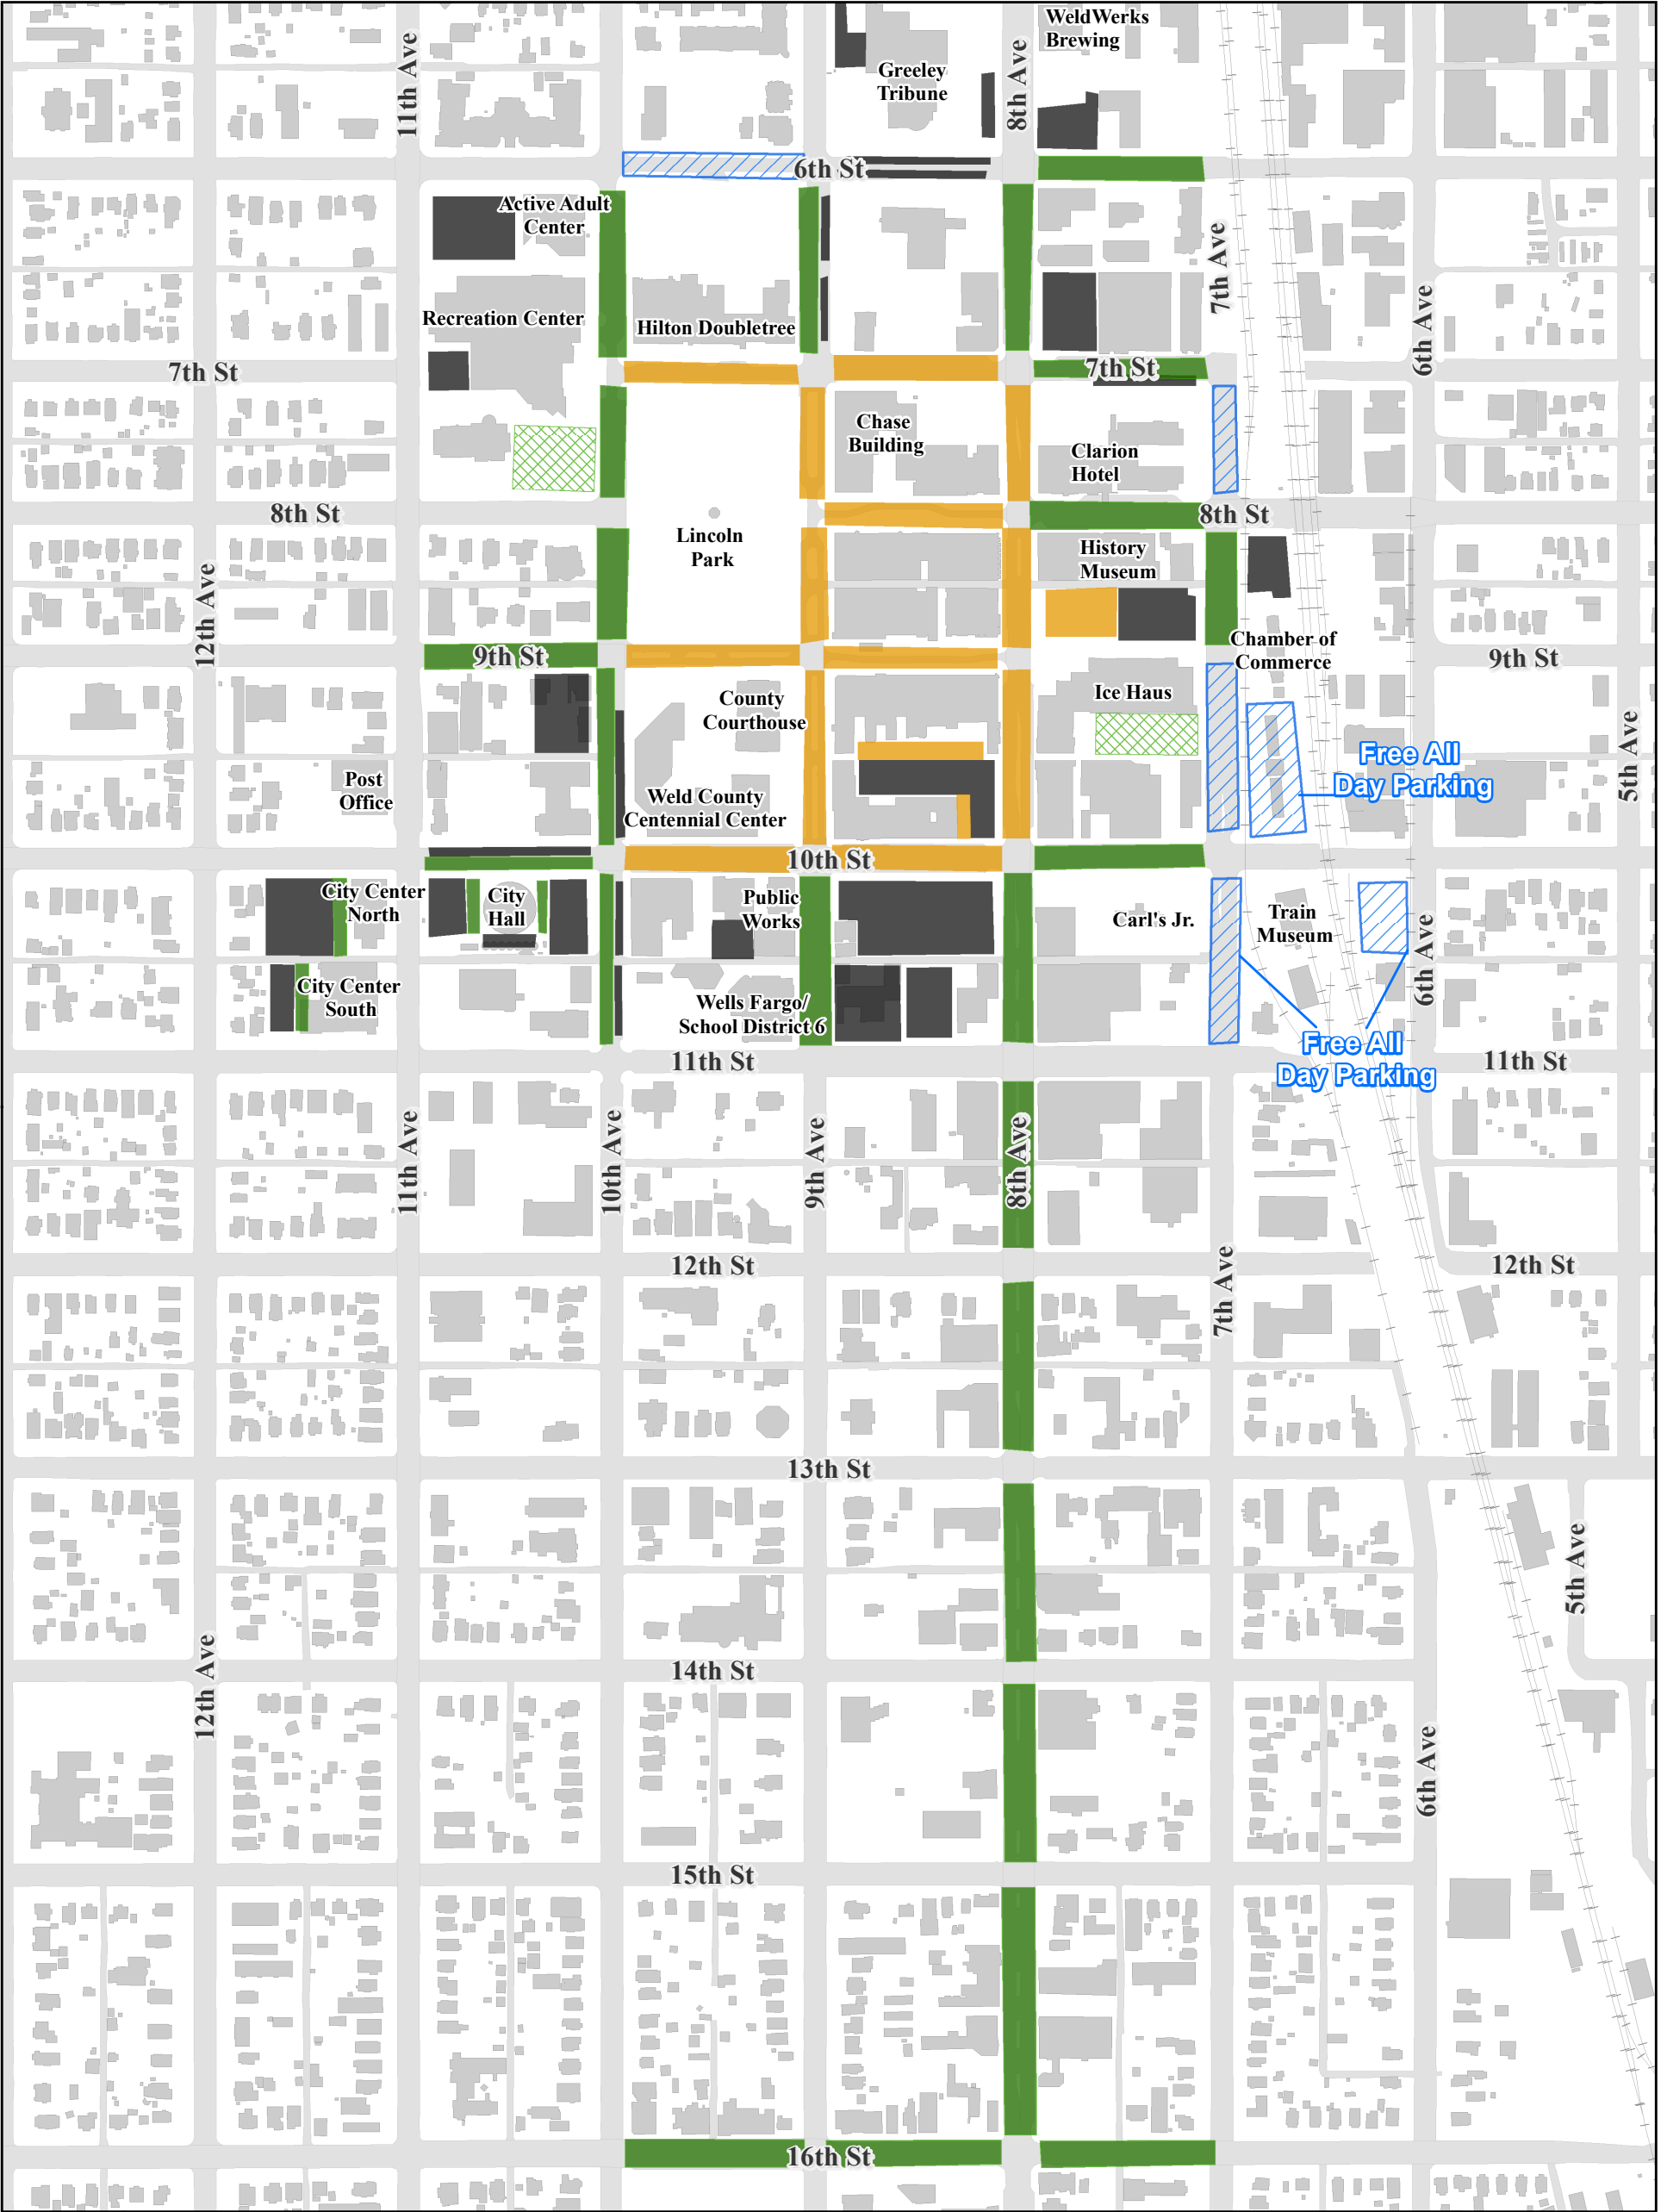 WeldWerks
Brewing
11th Ave
8th Ave
Greeley
Tribune
6th St
Active Adult
Center
7th Ave
6th Ave
Recreation Center
Hilton Doubletree
7th St
7th St
Chase
Building
Clarion
Hotel
8th St
8th St
Lincoln
Park
History
Museum
12th Ave
9th St
Chamber of
Commerce
9th St
County
Courthouse
Ice Haus
5th Ave
Free All
Day Parking
Post
Office
Weld County
Centennial Center
10th St
City Center
North
City
Hall
Public
Works
Carl's Jr.
Train
Museum
6th Ave
City Center
South
Wells Fargo/
School District 6
Free All
Day Parking
11th St
11th St
11th Ave
10th Ave
9th Ave
8th Ave
12th St
12th St
7th Ave
13th St
5th Ave
12th Ave
14th St
6th Ave
15th St
16th St